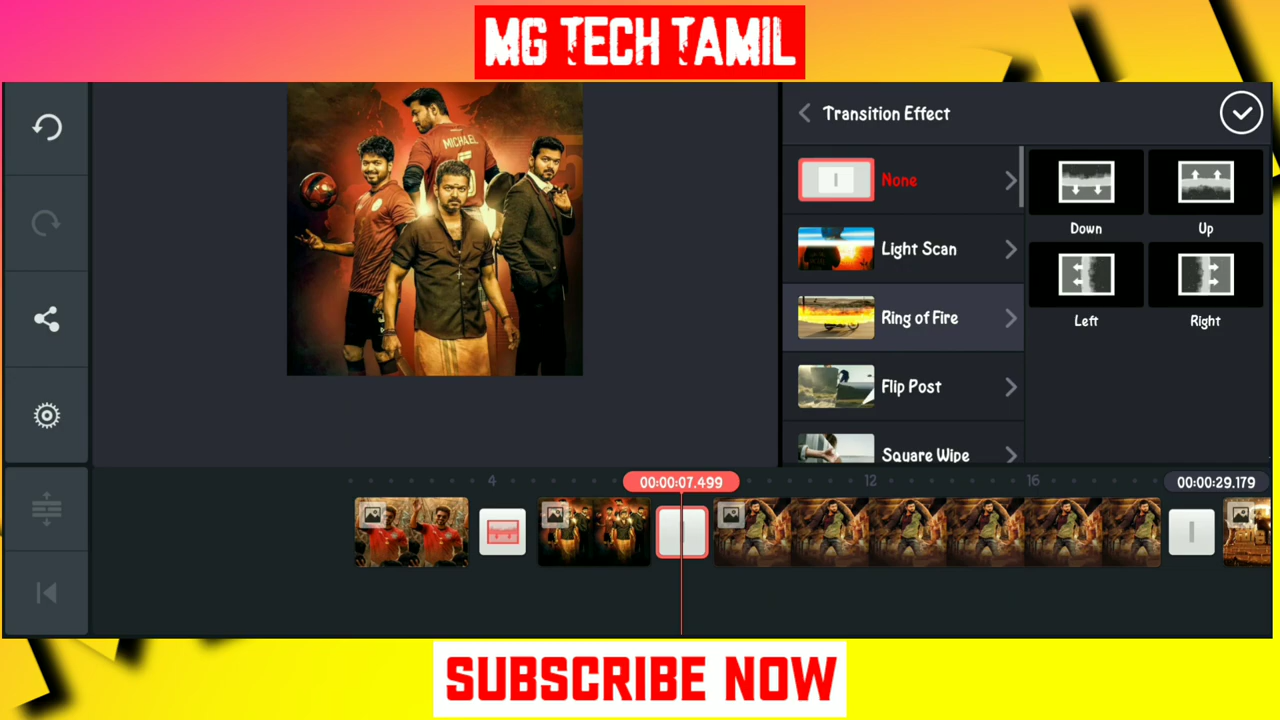 MG TECH TAMIL
Transition Effect
None
Light Scan
Ring of Fire
Flip Post
Square Wipe
Down
Up
Left
Right
MICHAEL
5
4
00:00:07.499
12
16
00:00:29.179
SUBSCRIBE NOW